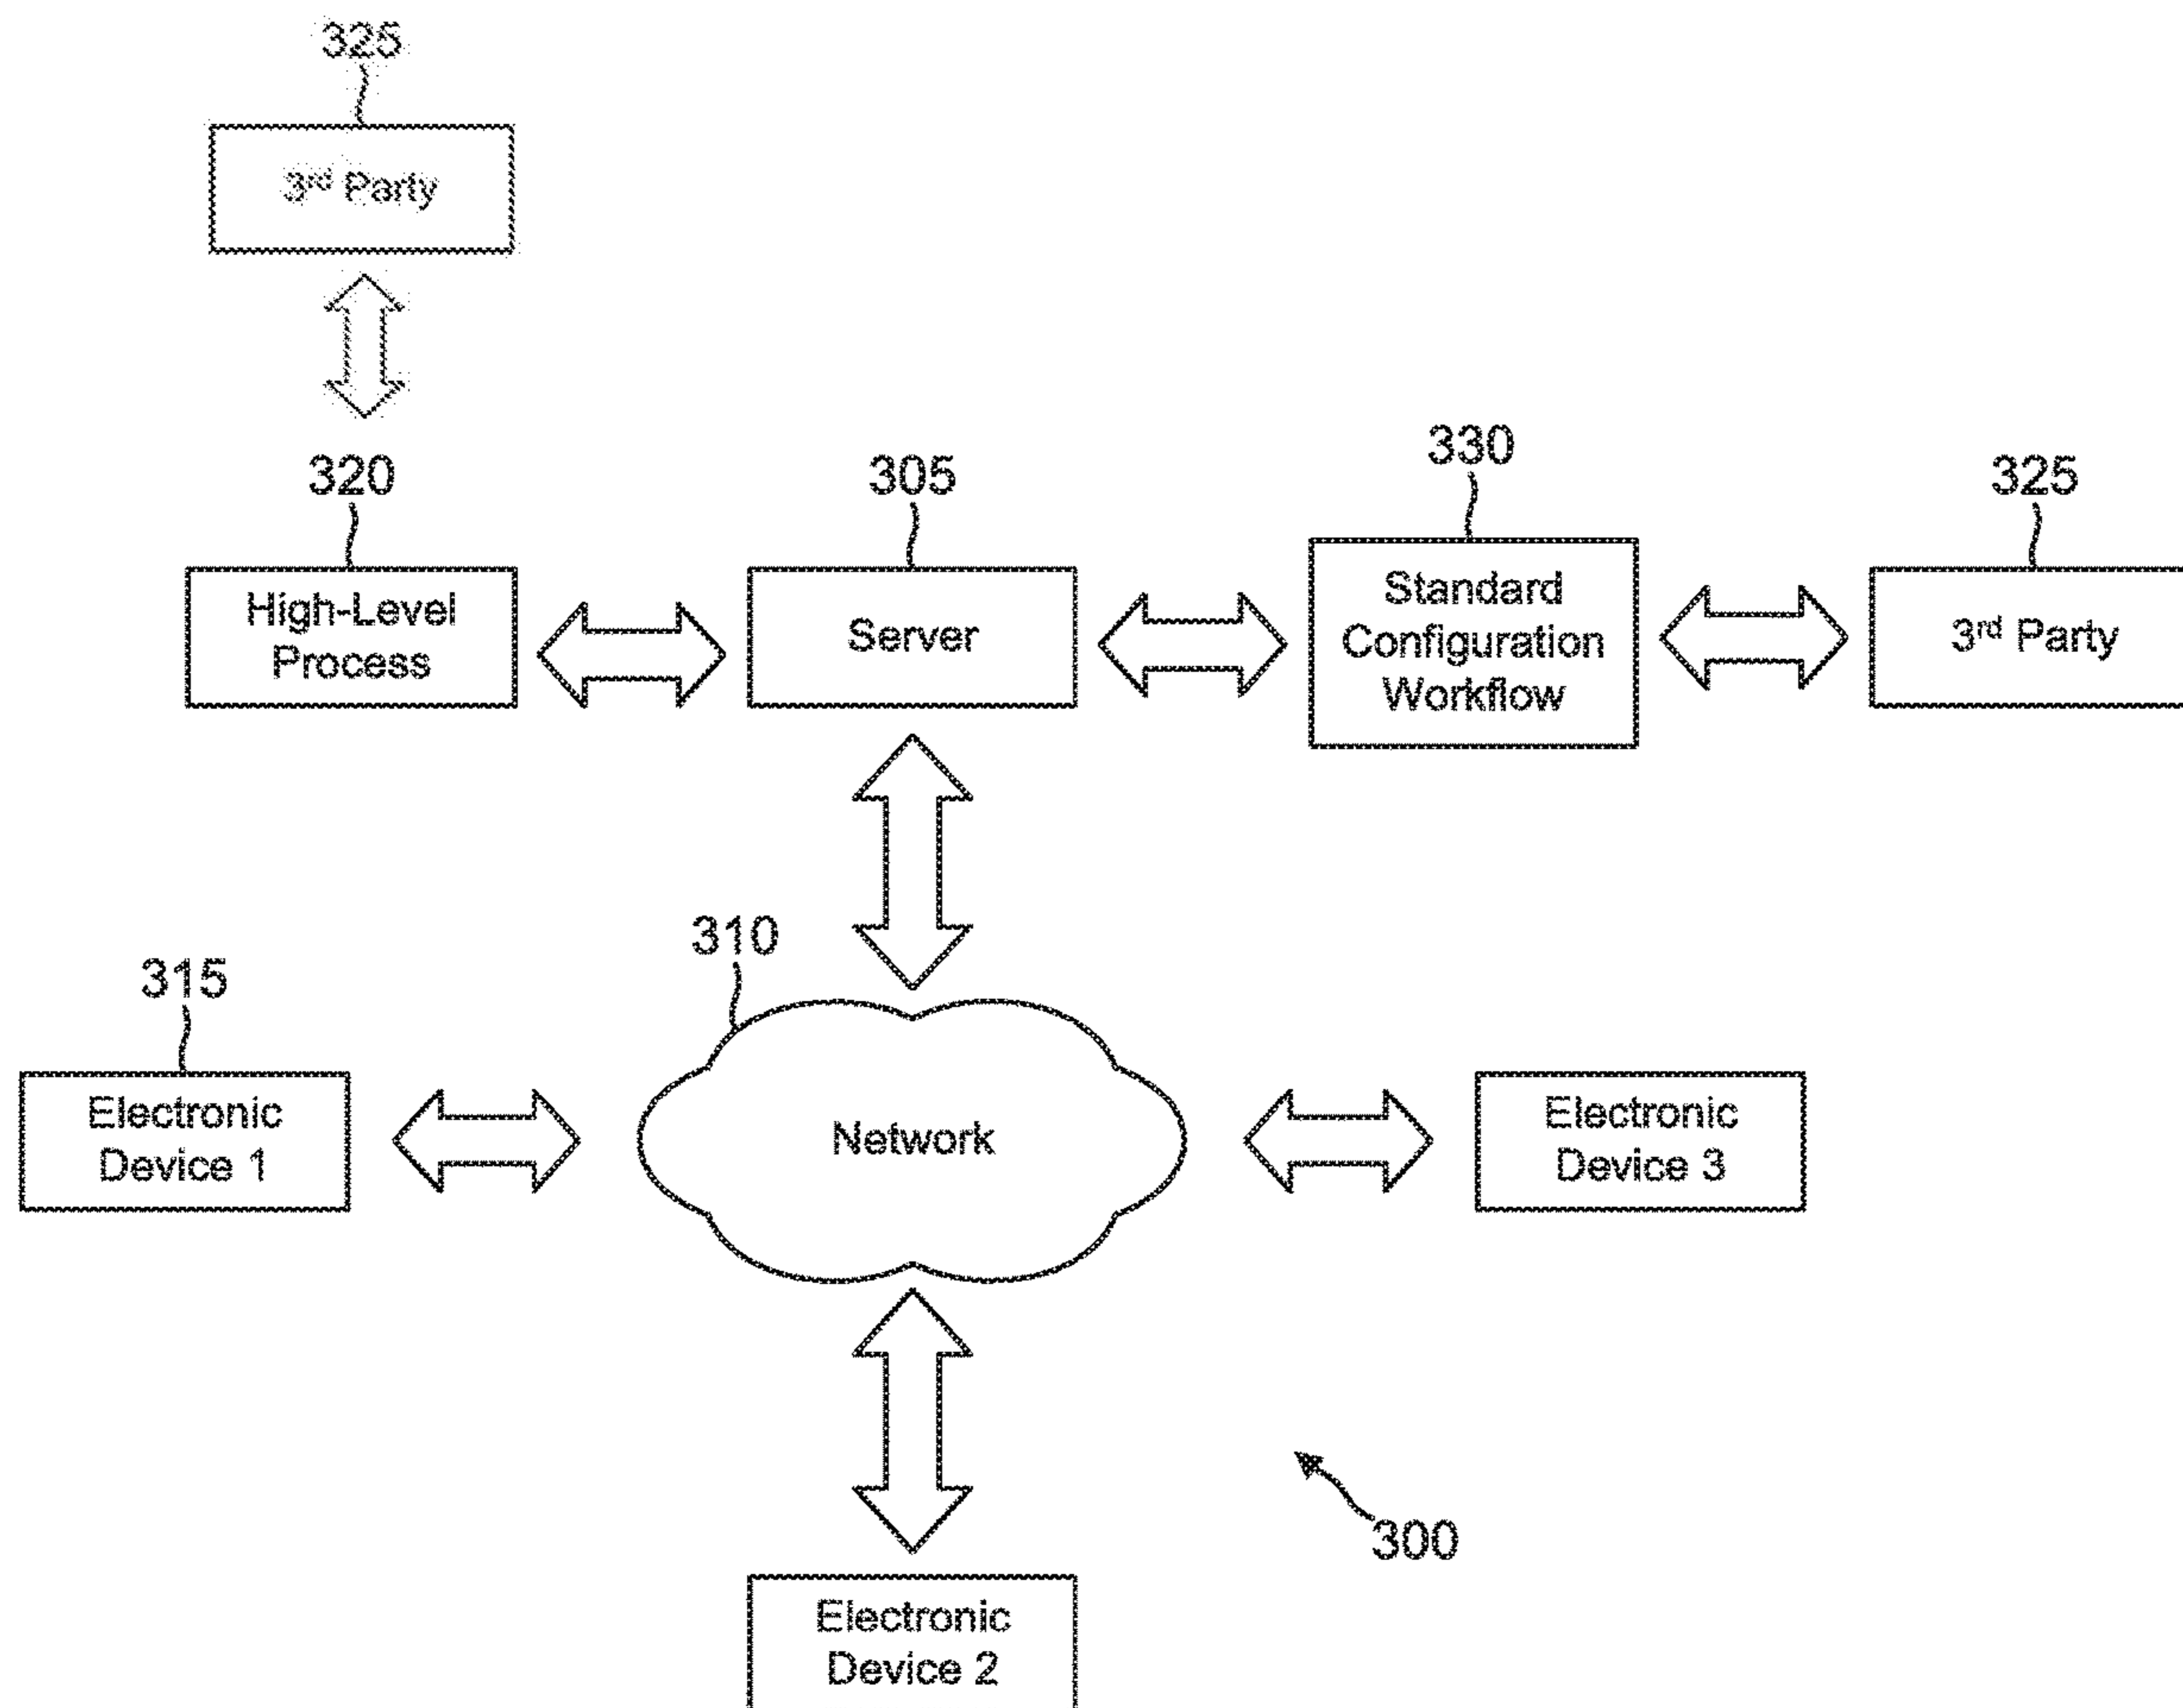 325
3rd Party
320
305
330
325
High-Level
Process
Server
Standard
Configuration
Workflow
3rd Party
310
315
Electronic
Device 1
Network
Electronic
Device 3
300
Electronic
Device 2